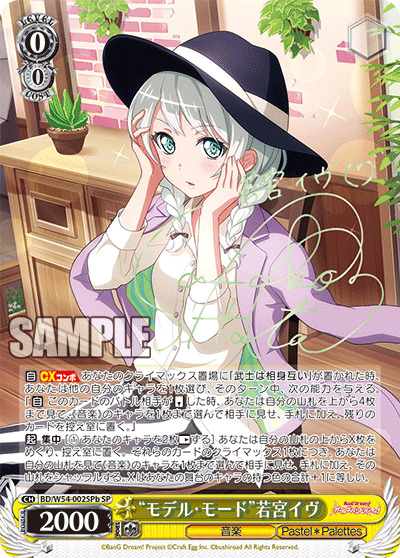 LEVEL
0
0
COST
若宮イヴ
SAMPLE
自 CXコンボ あなたのクライマックス置場に「武士は相身互い」が置かれた時、
あなたは他の自分のキャラを1枚選び、そのターン中、次の能力を与える。
『自 このカードのバトル相手が した時、あなたは自分の山札を上から4枚
まで見て、《音楽》のキャラを1枚まで選んで相手に見せ、手札に加え、残りの
カードを控え室に置く。』
起 集中 [① あなたのキャラを2枚 する] あなたは自分の山札の上からX枚を
めくり、控え室に置く。それらのカードのクライマックス1枚につき、あなたは
自分の山札を見て《音楽》のキャラを1枚まで選んで相手に見せ、手札に加え、
その山札をシャッフルする。Xはあなたの舞台のキャラの持つ色の色合計+1に等しい。
CH BD/W54-002SPb SP
"モデル・モード"若宮イヴ
2000
音楽
Pastel*Palettes
©BanG Dream! Project ©Craft Egg Inc. ©bushiroad All Rights Reserved.